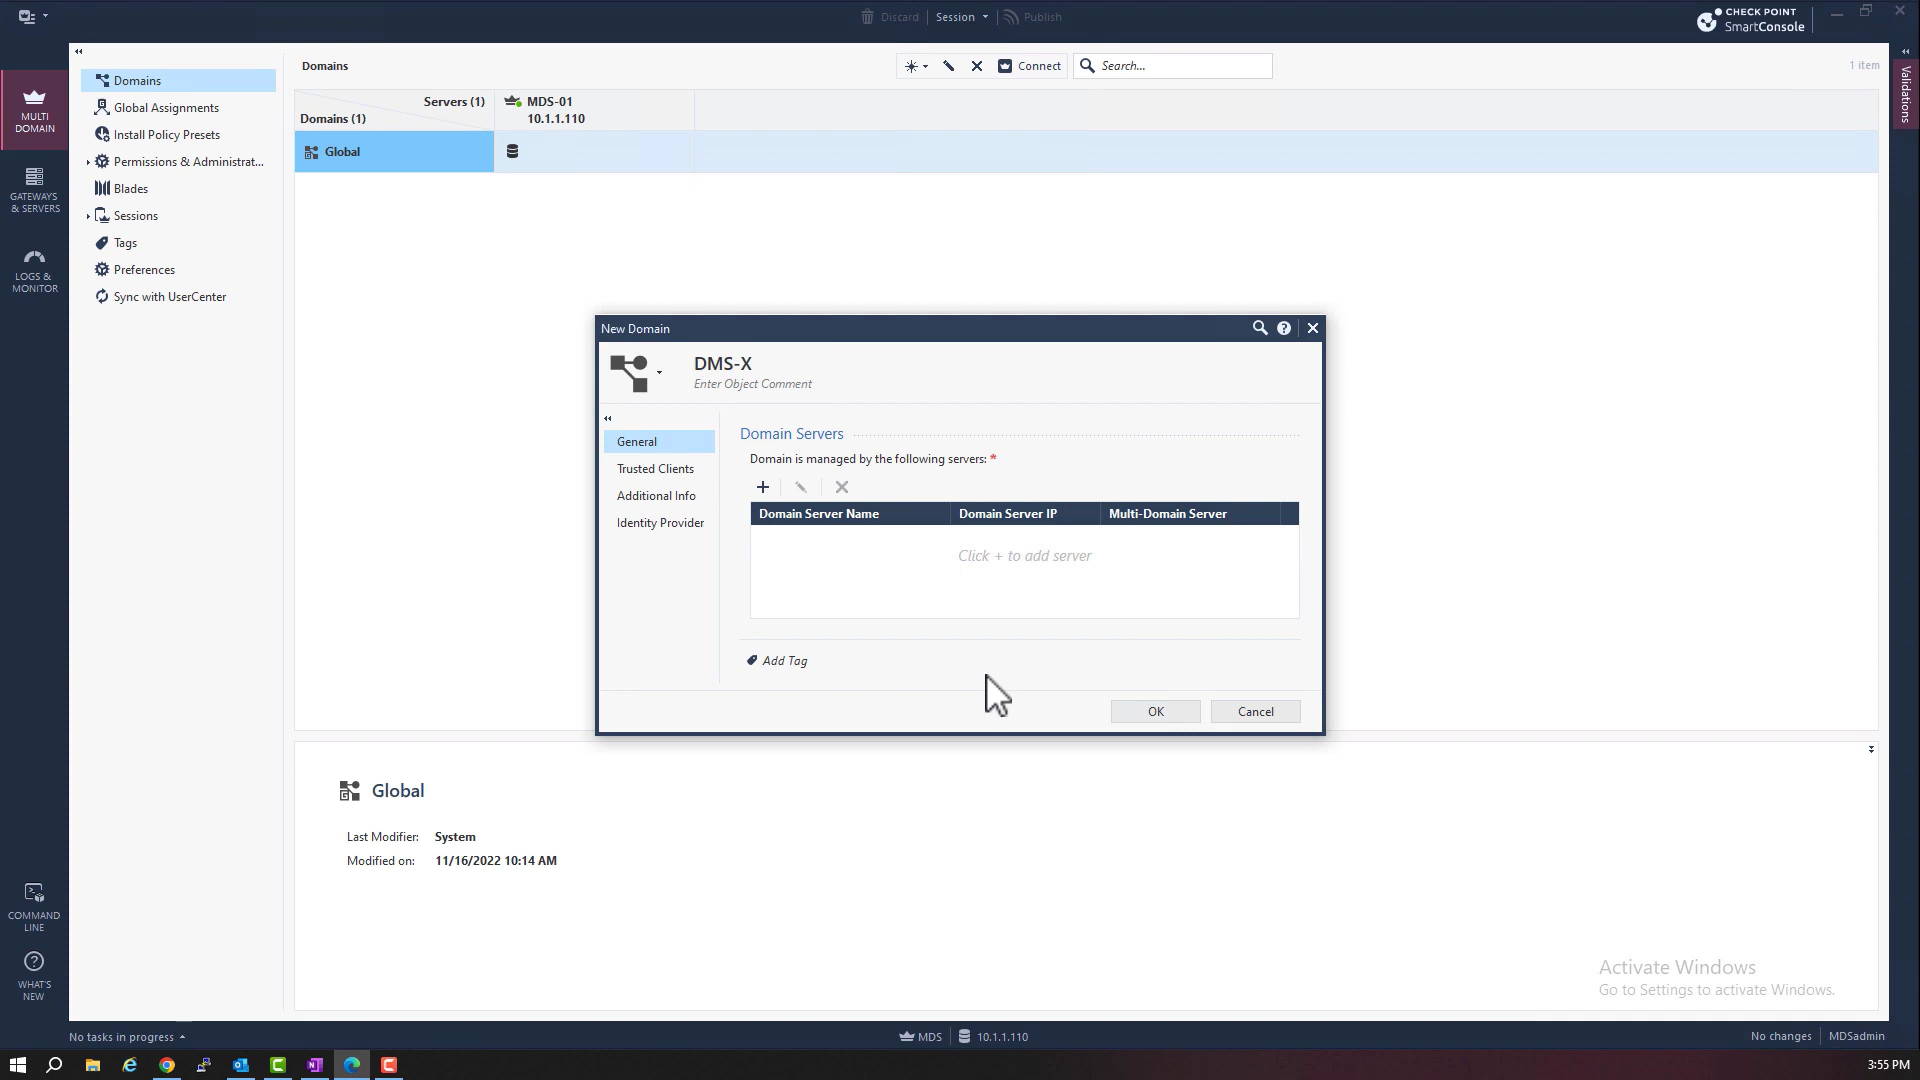 Discard
Session
Publish
CHECK POINT
SmartConsole
MULTI
DOMAIN
GATEWAYS
& SERVERS
LOGS &
MONITOR
COMMAND
LINE
WHAT'S
NEW
Domains
Global Assignments
Install Policy Presets
Permissions & Administrat...
Blades
Sessions
Tags
Preferences
Sync with UserCenter
Domains
Connect
Search...
1 item
Validations
Servers (1)
Domains (1)
MDS-01
10.1.1.110
Global
New Domain
DMS-X
Enter Object Comment
General
Trusted Clients
Additional Info
Identity Provider
Domain Servers
Domain is managed by the following servers: *
Domain Server Name
Domain Server IP
Multi-Domain Server
Click + to add server
Add Tag
OK
Cancel
Global
Last Modifier: System
Modified on: 11/16/2022 10:14 AM
Activate Windows
Go to Settings to activate Windows.
No tasks in progress
MDS
10.1.1.110
No changes
MDSadmin
3:55 PM